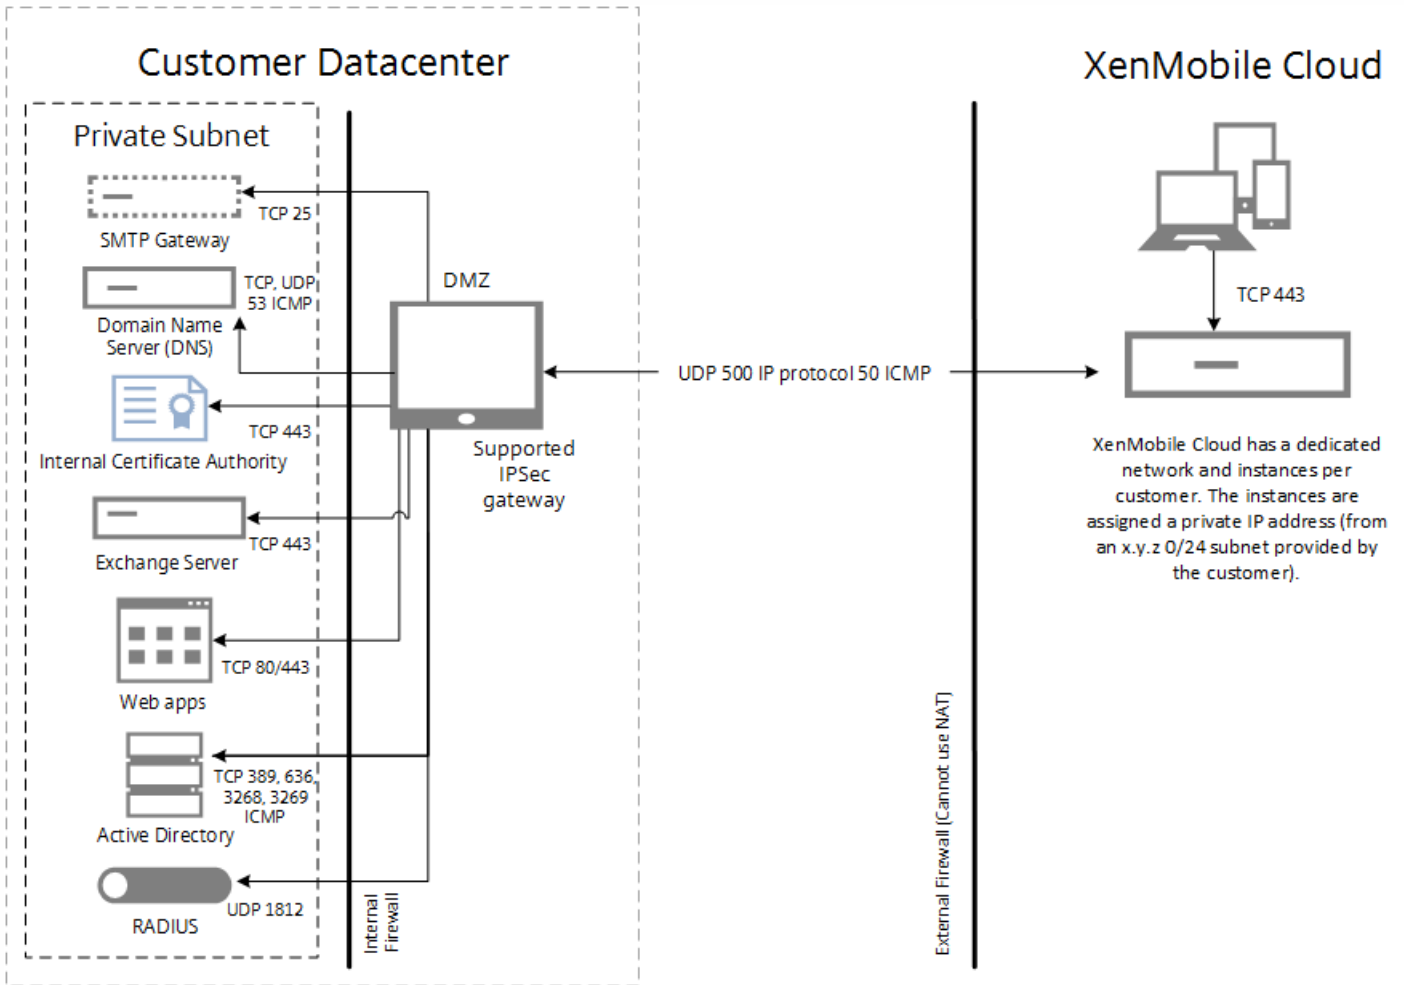 Customer Datacenter
XenMobile Cloud
Private Subnet
TCP 25
SMTP Gateway
TCP, UDP
53 ICMP
Domain Name
Server (DNS)
TCP 443
Internal Certificate Authority
TCP 443
Exchange Server
TCP 80/443
Web apps
TCP 389, 636,
3268, 3269
ICMP
Active Directory
UDP 1812
RADIUS
Internal
Firewall
DMZ
Supported
IPSec
gateway
UDP 500 IP protocol 50 ICMP
External Firewall (Cannot use NAT)
TCP 443
XenMobile Cloud has a dedicated
network and instances per
customer. The instances are
assigned a private IP address (from
an x.y.z 0/24 subnet provided by
the customer).